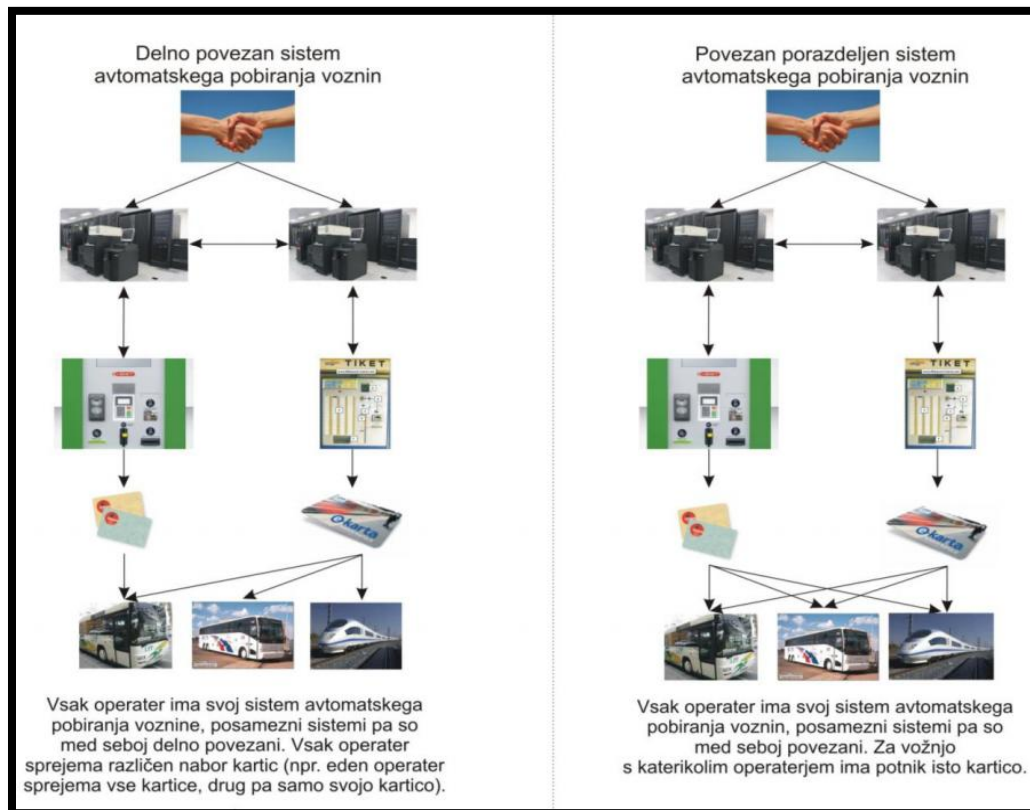 Delno povezan sistem
avtomatskega pobiranja voznin
TIKET
karta
Vsak operater ima svoj sistem avtomatskega
pobiranja voznine, posamezni sistemi pa so
med seboj delno povezani. Vsak operater
sprejema različen nabor kartic (npr. eden operater
sprejema vse kartice, drug pa samo svojo kartico).
Povezan porazdeljen sistem
avtomatskega pobiranja voznin
TIKET
karta
Vsak operater ima svoj sistem avtomatskega
pobiranja voznin, posamezni sistemi pa so
med seboj povezani. Za vožnjo
s katerikolim operaterjem ima potnik isto kartico.